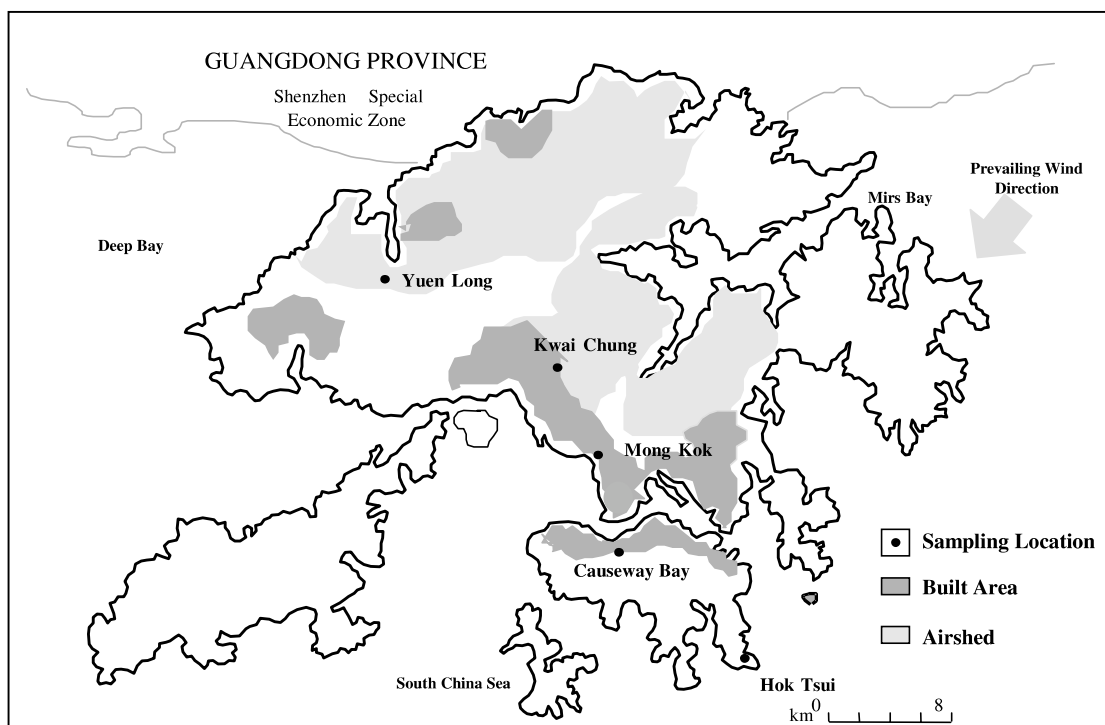 GUANGDONG PROVINCE
Shenzhen Special
Economic Zone
Prevailing Wind
Direction
Mirs Bay
Deep Bay
Yuen Long
Kwai Chung
Mong Kok
Sampling Location
Causeway Bay
Built Area
Airshed
South China Sea
Hok Tsui
km 0 8